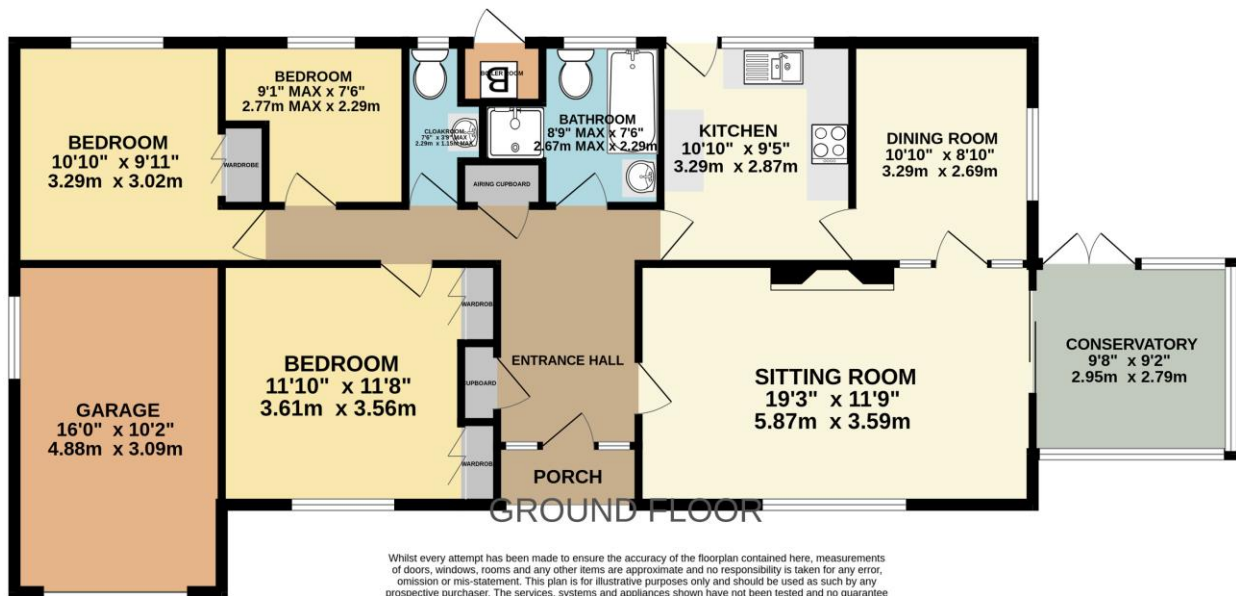 BEDROOM
9'1" MAX x 7'6"
2.77m MAX x 2.29m
BEDROOM
10'10" x 9'11"
3.29m x 3.02m
WARDROBE
CLOAKROOM
7'6" x 3'9" MAX
2.29m x 1.15m MAX
BOILER ROOM
B
BATHROOM
8'9" MAX x 7'6"
2.67m MAX x 2.29m
AIRING CUPBOARD
KITCHEN
10'10" x 9'5"
3.29m x 2.87m
DINING ROOM
10'10" x 8'10"
3.29m x 2.69m
GARAGE
16'0" x 10'2"
4.88m x 3.09m
BEDROOM
11'10" x 11'8"
3.61m x 3.56m
WARDROB
UPBOARD
WARDROB
ENTRANCE HALL
PORCH
SITTING ROOM
19'3" x 11'9"
5.87m x 3.59m
CONSERVATORY
9'8" x 9'2"
2.95m x 2.79m
GROUND FLOOR
Whilst every attempt has been made to ensure the accuracy of the floorplan contained here, measurements
of doors, windows, rooms and any other items are approximate and no responsibility is taken for any error,
omission or mis-statement. This plan is for illustrative purposes only and should be used as such by any
prospective purchaser. The services, systems and appliances shown have not been tested and no guarantee